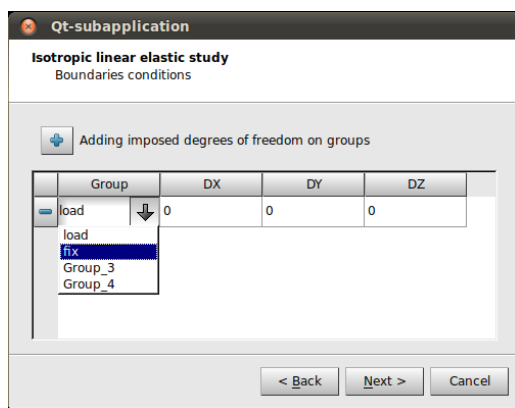 Qt-subapplication
Isotropic linear elastic study
Boundaries conditions
Adding imposed degrees of freedom on groups
Group DX DY DZ
load 0 0 0
load
fix
Group_3
Group_4
< Back Next > Cancel